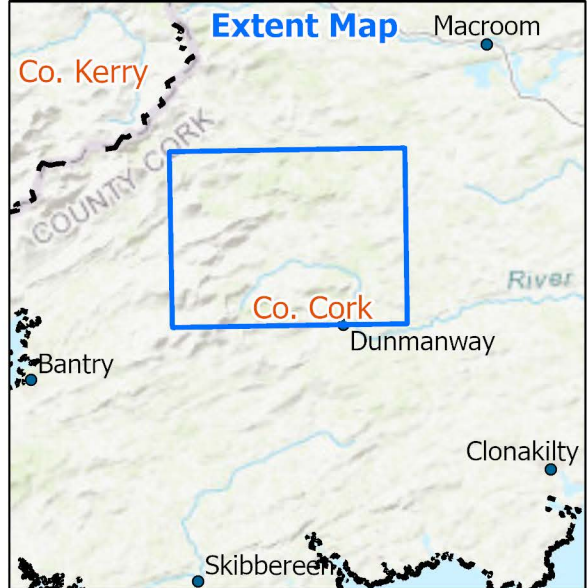 Extent Map
Macroom
Co. Kerry
COUNTY CORK
River
Co. Cork
Dunmanway
Bantry
Clonakilty
Skibbereen